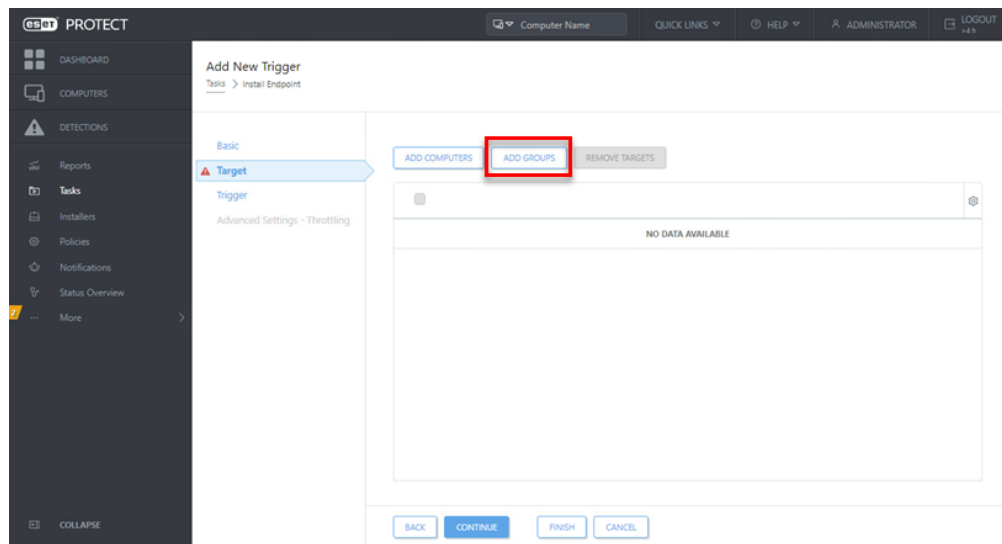 eset PROTECT
Computer Name
QUICK LINKS
HELP
ADMINISTRATOR
LOGOUT
>4 h
DASHBOARD
COMPUTERS
DETECTIONS
Reports
Tasks
Installers
Policies
Notifications
Status Overview
7
More
COLLAPSE
Add New Trigger
Tasks > Install Endpoint
Basic
Target
Trigger
Advanced Settings - Throttling
ADD COMPUTERS
ADD GROUPS
REMOVE TARGETS
NO DATA AVAILABLE
BACK
CONTINUE
FINISH
CANCEL